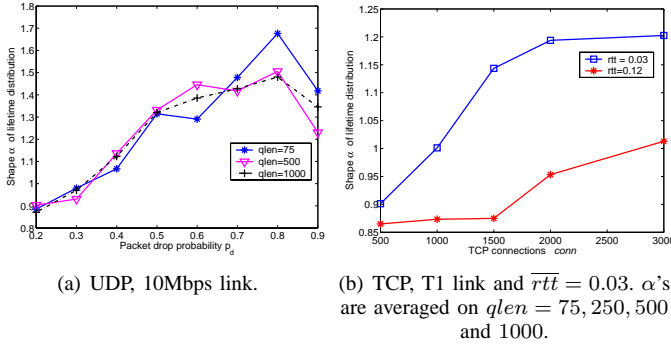 1.8
1.7
1.6
1.5
1.4
1.3
1.2
1.1
1
0.9
0.8
Shape α of lifetime distribution
qlen=75
qlen=500
qlen=1000
0.2 0.3 0.4 0.5 0.6 0.7 0.8 0.9
Packet drop probability p_d
(a) UDP, 10Mbps link.
1.25
1.2
1.15
1.1
1.05
1
0.95
0.9
0.85
Shape α of lifetime distribution
rtt = 0.03
rtt=0.12
500 1000 1500 2000 2500 3000
TCP connections conn
(b) TCP, T1 link and r̅t̅t̅ = 0.03. α's
are averaged on qlen = 75, 250, 500
and 1000.